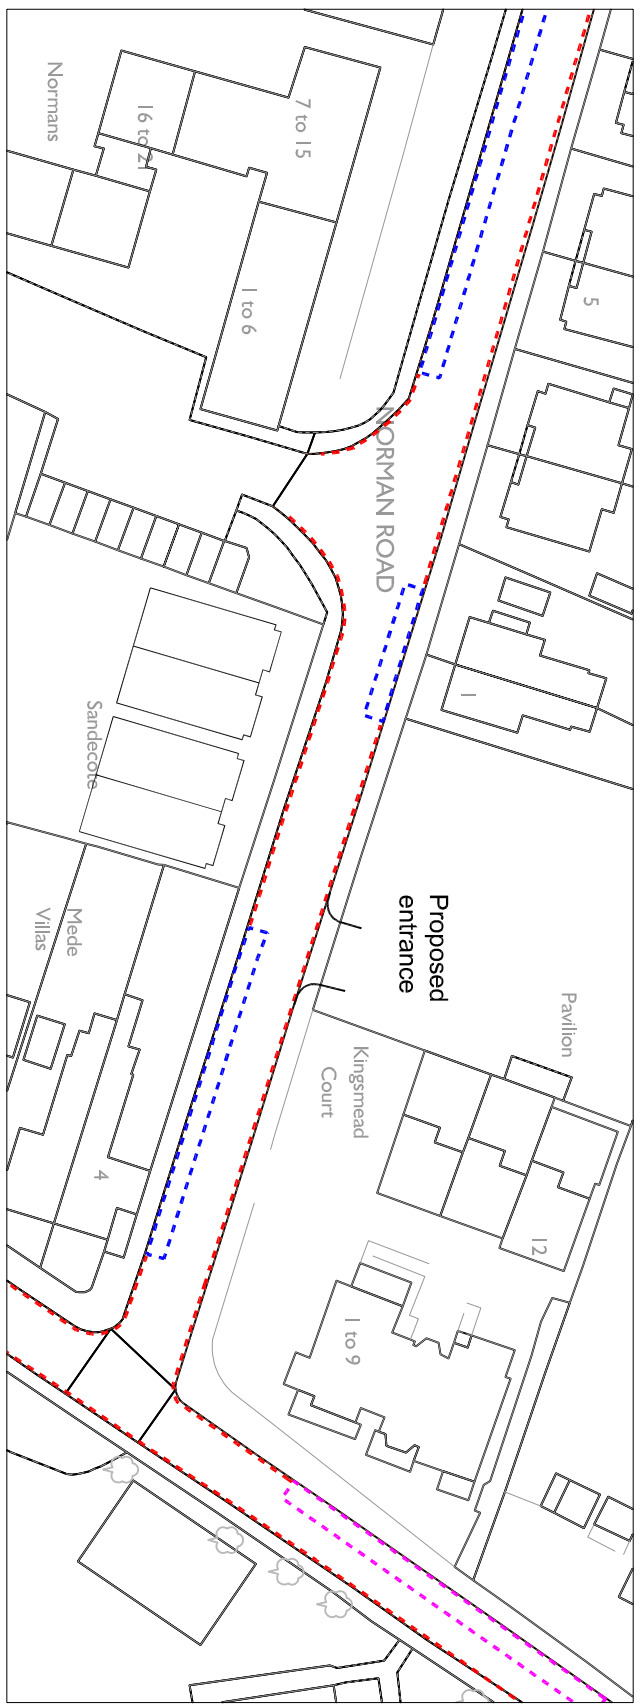 Normans
16 to 21
7 to 15
1 to 6
5
NORMAN ROAD
1
Sandecote
Proposed
entrance
Mede
Villas
Pavilion
Kingsmead
Court
4
12
1 to 9